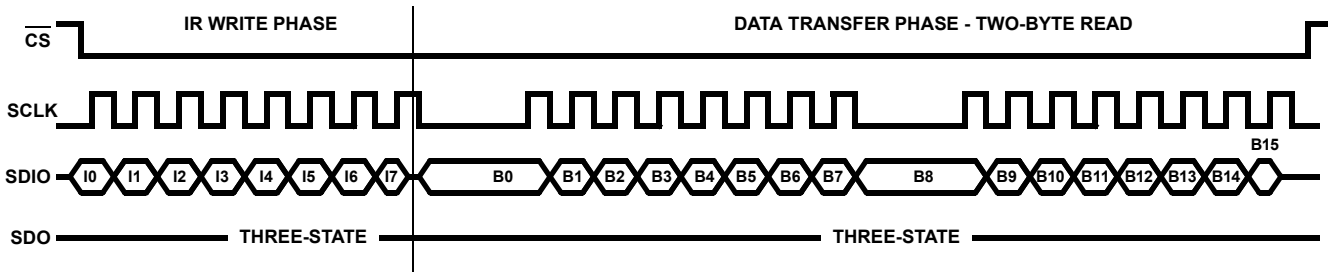 IR WRITE PHASE DATA TRANSFER PHASE - TWO-BYTE READ
CS
SCLK
B15
SDIO I0 I1 I2 I3 I4 I5 I6 I7 B0 B1 B2 B3 B4 B5 B6 B7 B8 B9 B10 B11 B12 B13 B14
SDO THREE-STATE THREE-STATE